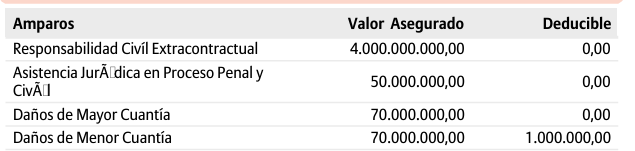 Amparos Valor Asegurado Deducible
Responsabilidad Civíl Extracontractual 4.000.000.000,00 0,00
Asistencia JurÃ�dica en Proceso Penal y
CivÃ�l 50.000.000,00 0,00
Daños de Mayor Cuantía 70.000.000,00 0,00
Daños de Menor Cuantía 70.000.000,00 1.000.000,00